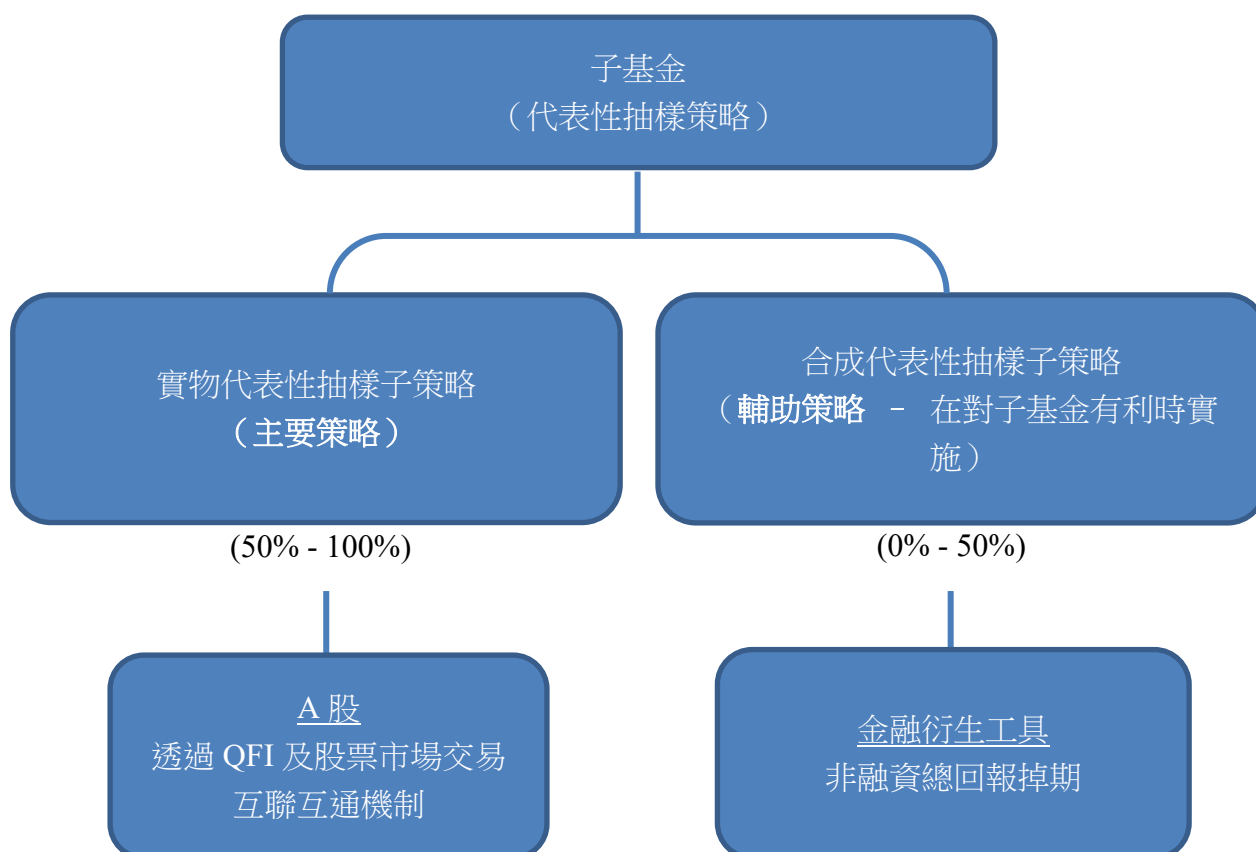 子基金
（代表性抽樣策略）
實物代表性抽樣子策略
（主要策略）
合成代表性抽樣子策略
（輔助策略 - 在對子基金有利時實
施）
(50% - 100%)
(0% - 50%)
A 股
透過 QFI 及股票市場交易
互聯互通機制
金融衍生工具
非融資總回報掉期